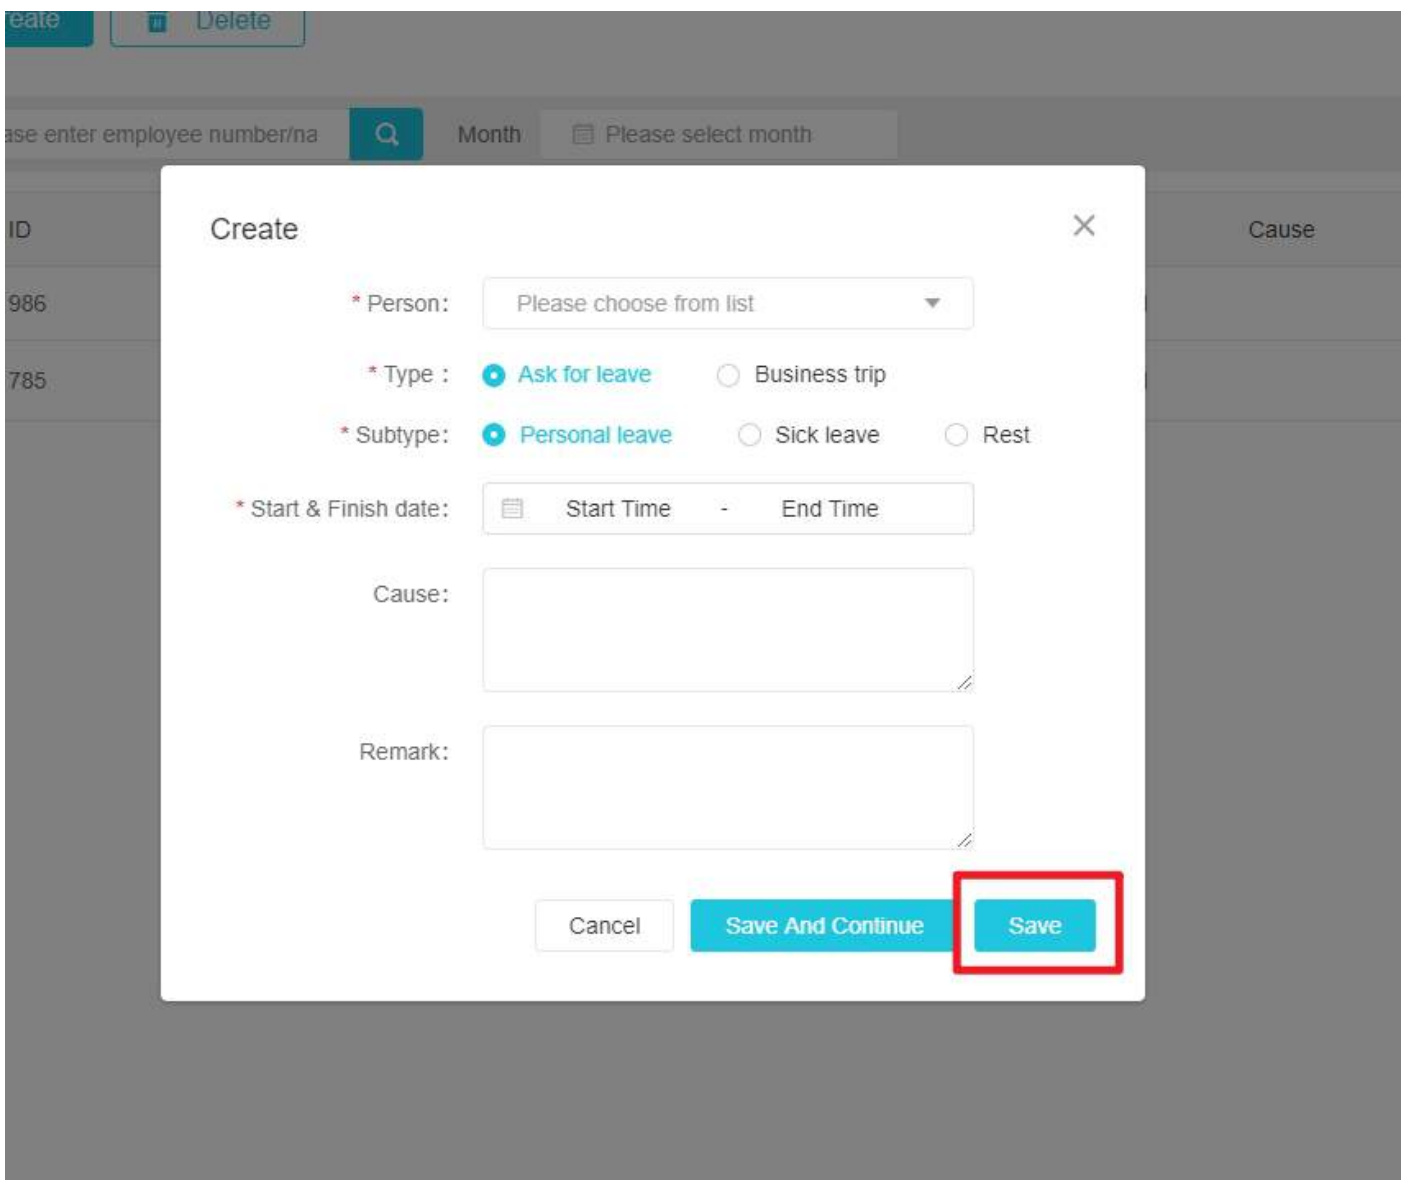 Delete
enter employee number/na
Month
Please select month
ID
Cause
986
785
Create
* Person:
Please choose from list
* Type :
Ask for leave
Business trip
* Subtype:
Personal leave
Sick leave
Rest
* Start & Finish date:
Start Time - End Time
Cause:
Remark:
Cancel
Save And Continue
Save